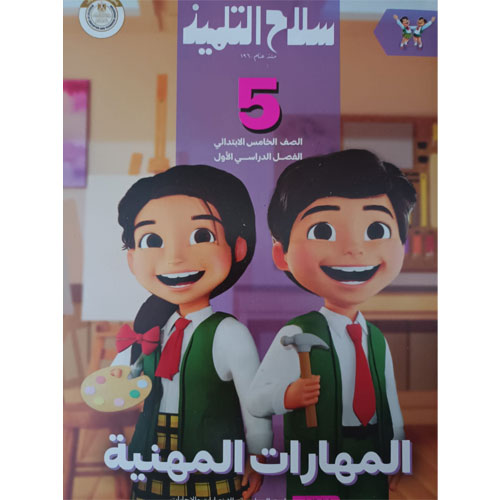 سلاح التلميذ
منذ عام ١٩٦٠
5
الصف الخامس الابتدائي
الفصل الدراسي الأول
المهارات المهنية